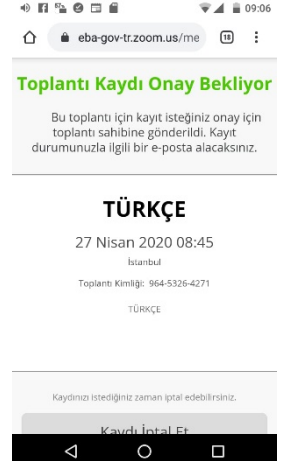 09:06
eba-gov-tr.zoom.us/me
18
Toplantı Kaydı Onay Bekliyor
Bu toplantı için kayıt isteğiniz onay için
toplantı sahibine gönderildi. Kayıt
durumunuzla ilgili bir e-posta alacaksınız.
TÜRKÇE
27 Nisan 2020 08:45
İstanbul
Toplantı Kimliği: 964-5326-4271
TÜRKÇE
Kaydınızı istediğiniz zaman iptal edebilirsiniz.
Kaydı İptal Et